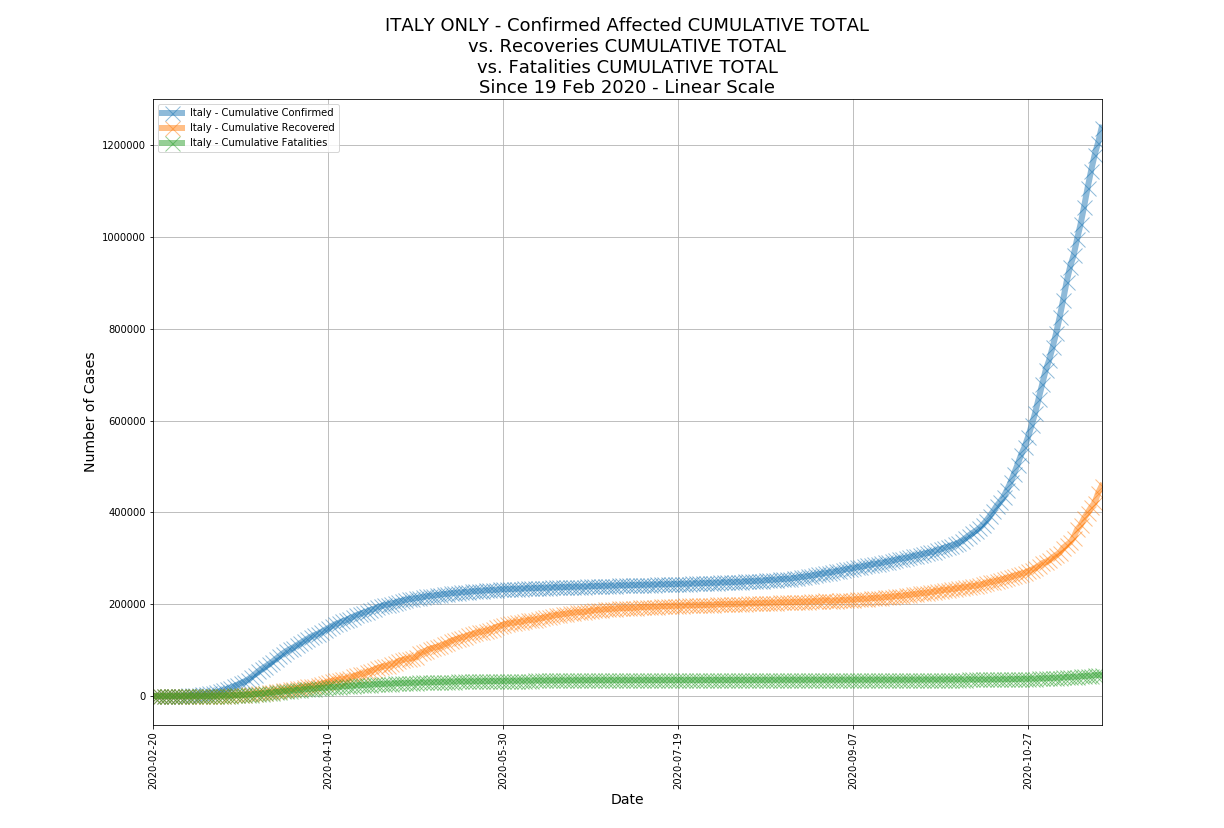 ITALY ONLY - Confirmed Affected CUMULATIVE TOTAL
vs. Recoveries CUMULATIVE TOTAL
vs. Fatalities CUMULATIVE TOTAL
Since 19 Feb 2020 - Linear Scale
Italy - Cumulative Confirmed
Italy - Cumulative Recovered
Italy - Cumulative Fatalities
Number of Cases
1200000
1000000
800000
600000
400000
200000
0
2020-02-20
2020-04-10
2020-05-30
2020-07-19
2020-09-07
2020-10-27
Date